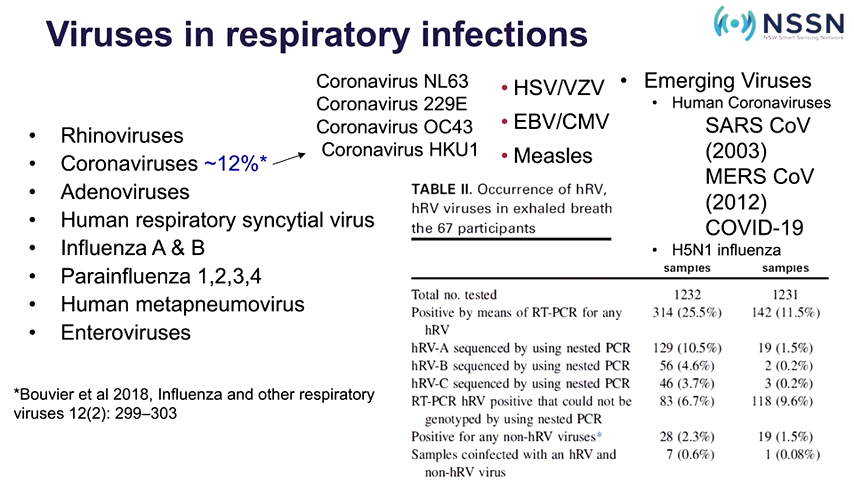 Viruses in respiratory infections
NSSN
NSW Smart Sensing Network
• Rhinoviruses
• Coronaviruses ~12%*
• Adenoviruses
• Human respiratory syncytial virus
• Influenza A & B
• Parainfluenza 1,2,3,4
• Human metapneumovirus
• Enteroviruses
*Bouvier et al 2018, Influenza and other respiratory
viruses 12(2): 299–303
Coronavirus NL63
Coronavirus 229E
Coronavirus OC43
Coronavirus HKU1
• HSV/VZV
• EBV/CMV
• Measles
• Emerging Viruses
• Human Coronaviruses
SARS CoV
(2003)
MERS CoV
(2012)
COVID-19
• H5N1 influenza
TABLE II. Occurrence of hRV,
hRV viruses in exhaled breath
the 67 participants
samples samples
Total no. tested 1232 1231
Positive by means of RT-PCR for any 314 (25.5%) 142 (11.5%)
hRV
hRV-A sequenced by using nested PCR 129 (10.5%) 19 (1.5%)
hRV-B sequenced by using nested PCR 56 (4.6%) 2 (0.2%)
hRV-C sequenced by using nested PCR 46 (3.7%) 3 (0.2%)
RT-PCR hRV positive that could not be 83 (6.7%) 118 (9.6%)
genotyped by using nested PCR
Positive for any non-hRV viruses* 28 (2.3%) 19 (1.5%)
Samples coinfected with an hRV and 7 (0.6%) 1 (0.08%)
non-hRV virus